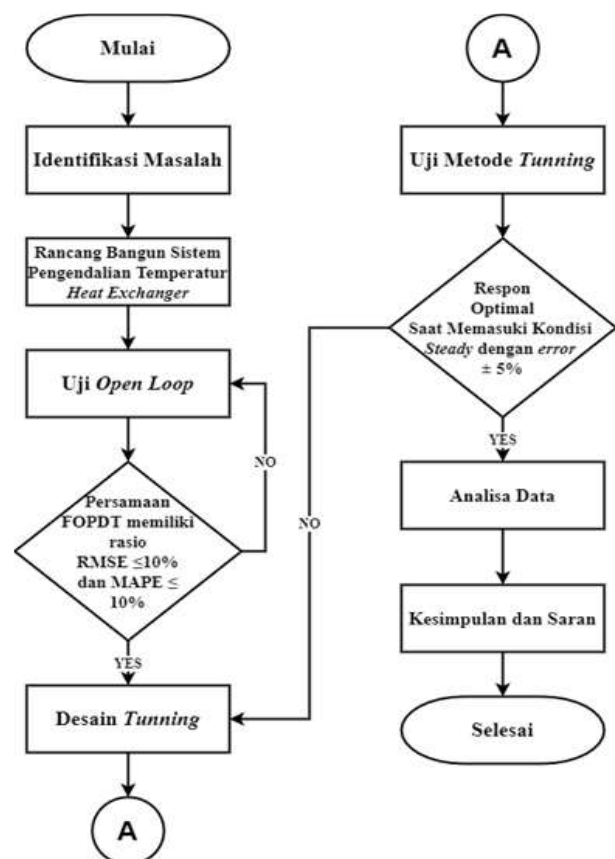 Mulai
Identifikasi Masalah
Rancang Bangun Sistem
Pengendalian Temperatur
Heat Exchanger
Uji Open Loop
NO
Persamaan
FOPDT memiliki
rasio
RMSE ≤10%
dan MAPE ≤
10%
YES
Desain Tunning
A
A
Uji Metode Tunning
Respon
Optimal
Saat Memasuki Kondisi
Steady dengan error
± 5%
NO
YES
Analisa Data
Kesimpulan dan Saran
Selesai